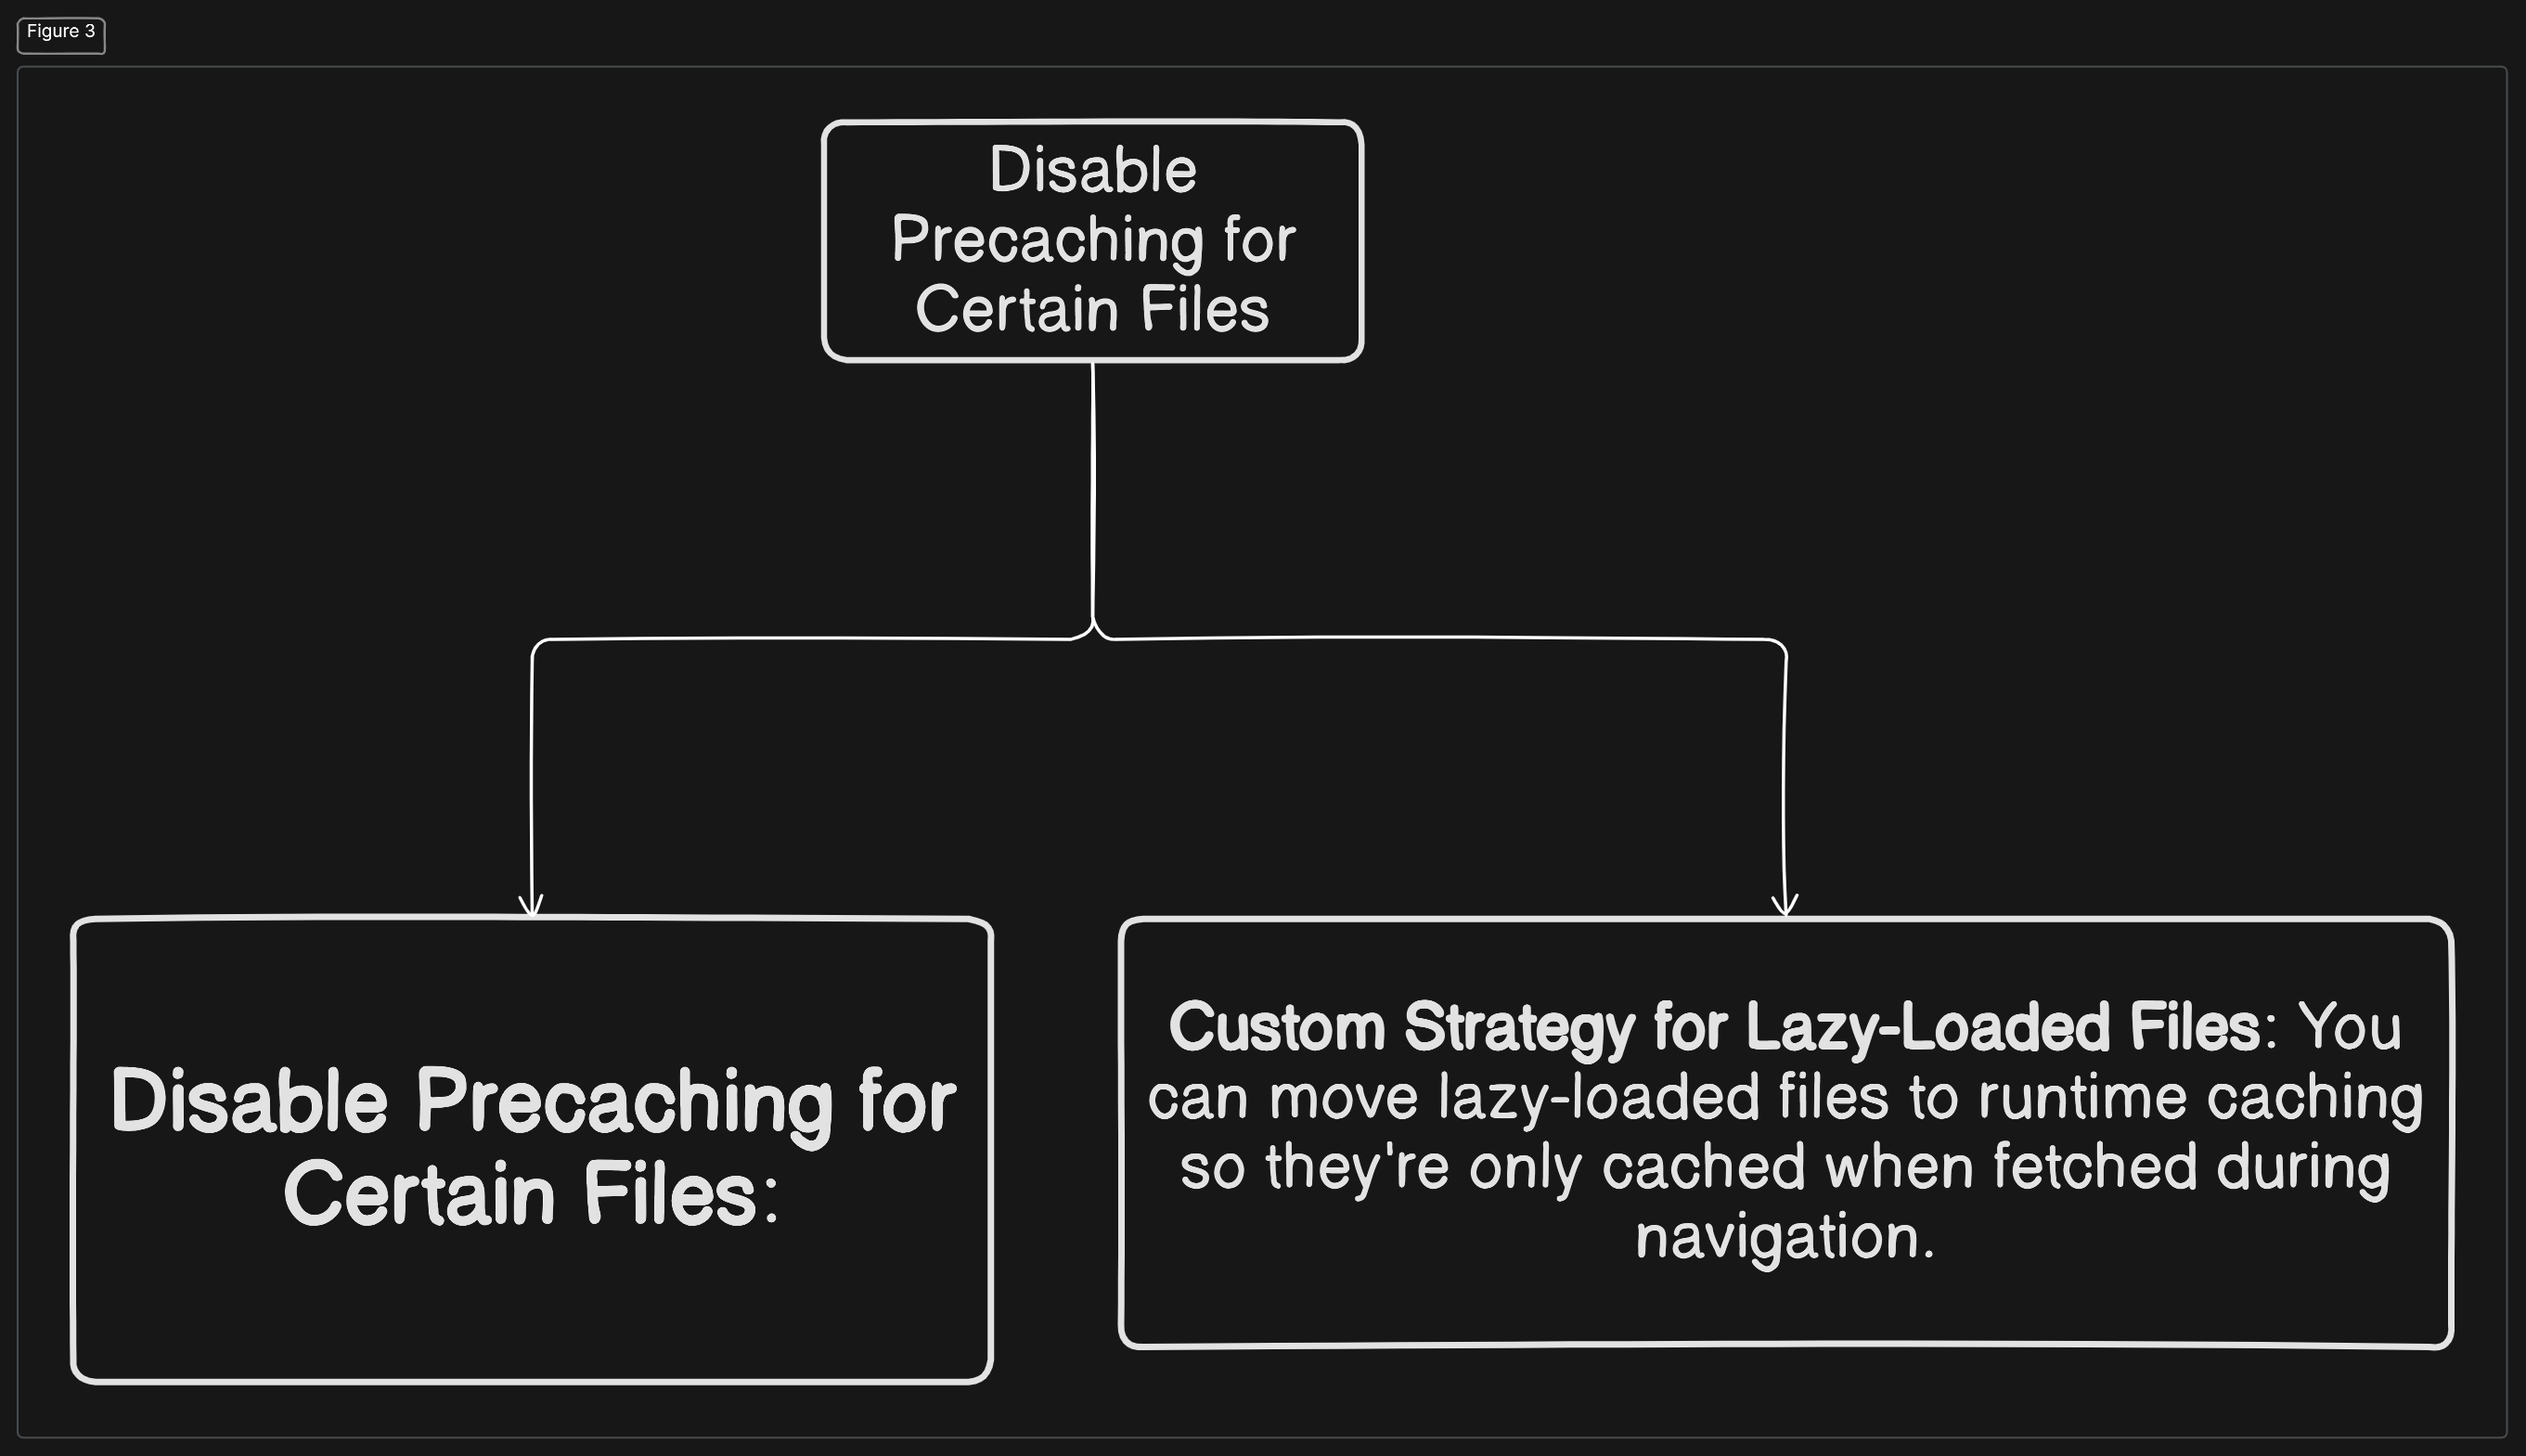 Figure 3
Disable
Precaching for
Certain Files
Disable Precaching for
Certain Files:
Custom Strategy for Lazy-Loaded Files: You
can move lazy-loaded files to runtime caching
so they're only cached when fetched during
navigation.